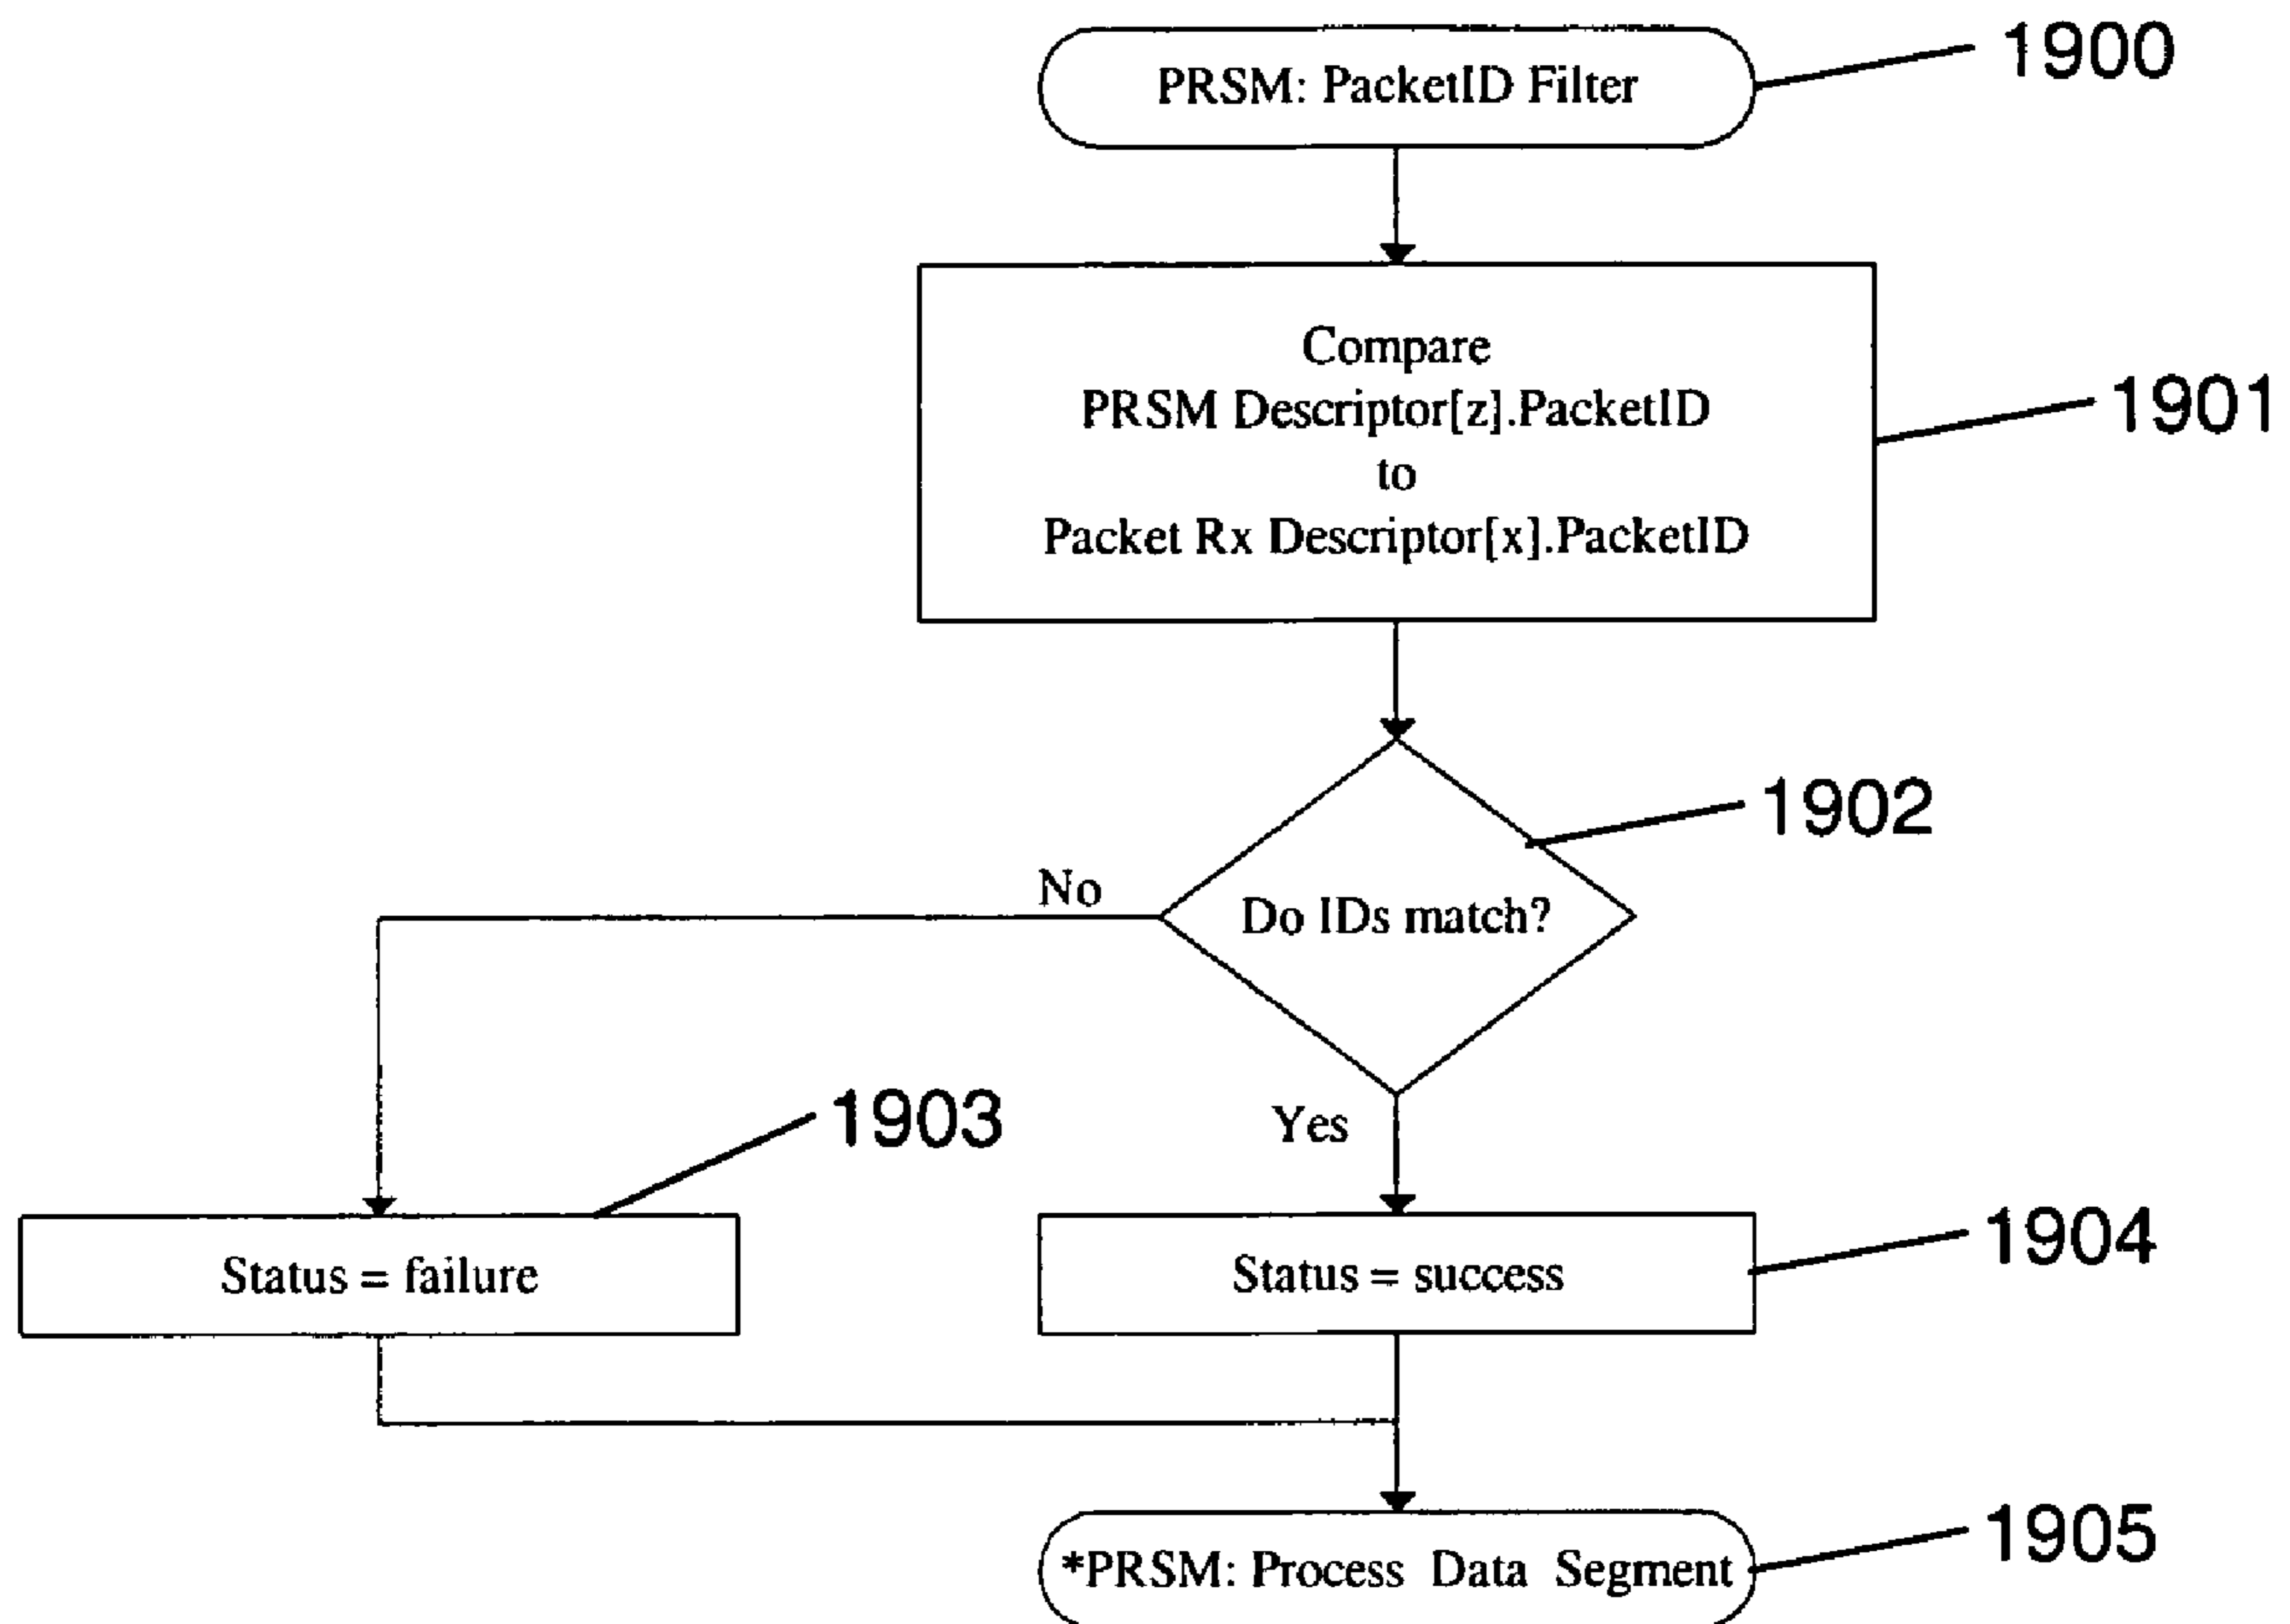 PRSM: PacketID Filter
1900
Compare
PRSM Descriptor[z].PacketID
to
Packet Rx Descriptor[x].PacketID
1901
1902
Do IDs match?
No
Yes
1903
Status = failure
Status = success
1904
*PRSM: Process Data Segment
1905